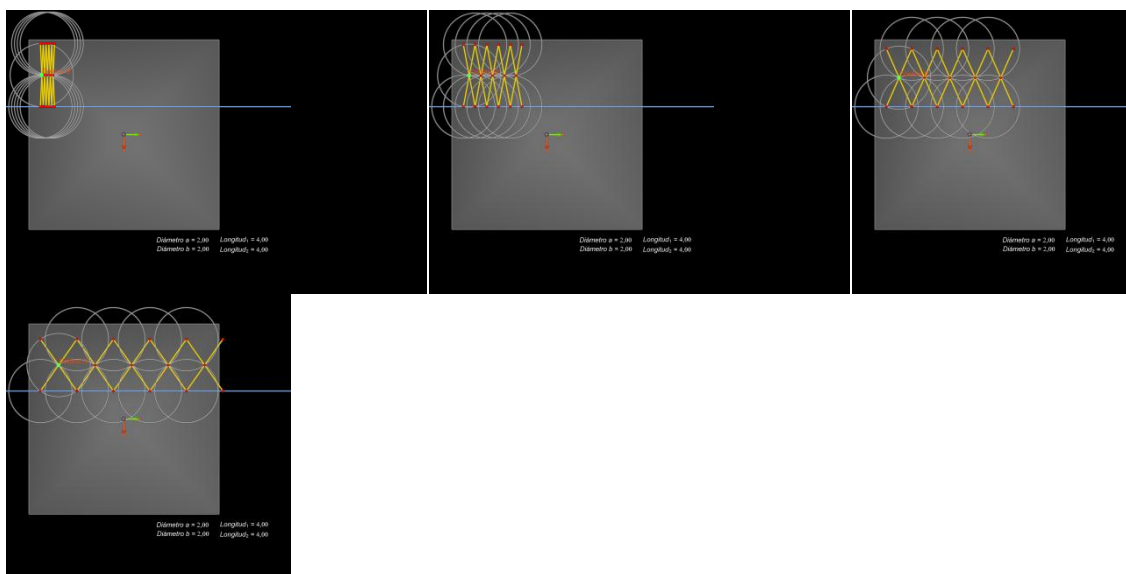 Diámetro a = 2,00 Longitud₁ = 4,00
Diámetro b = 2,00 Longitud₂ = 4,00
Diámetro a = 2,00 Longitud₁ = 4,00
Diámetro b = 2,00 Longitud₂ = 4,00
Diámetro a = 2,00 Longitud₁ = 4,00
Diámetro b = 2,00 Longitud₂ = 4,00
Diámetro a = 2,00 Longitud₁ = 4,00
Diámetro b = 2,00 Longitud₂ = 4,00